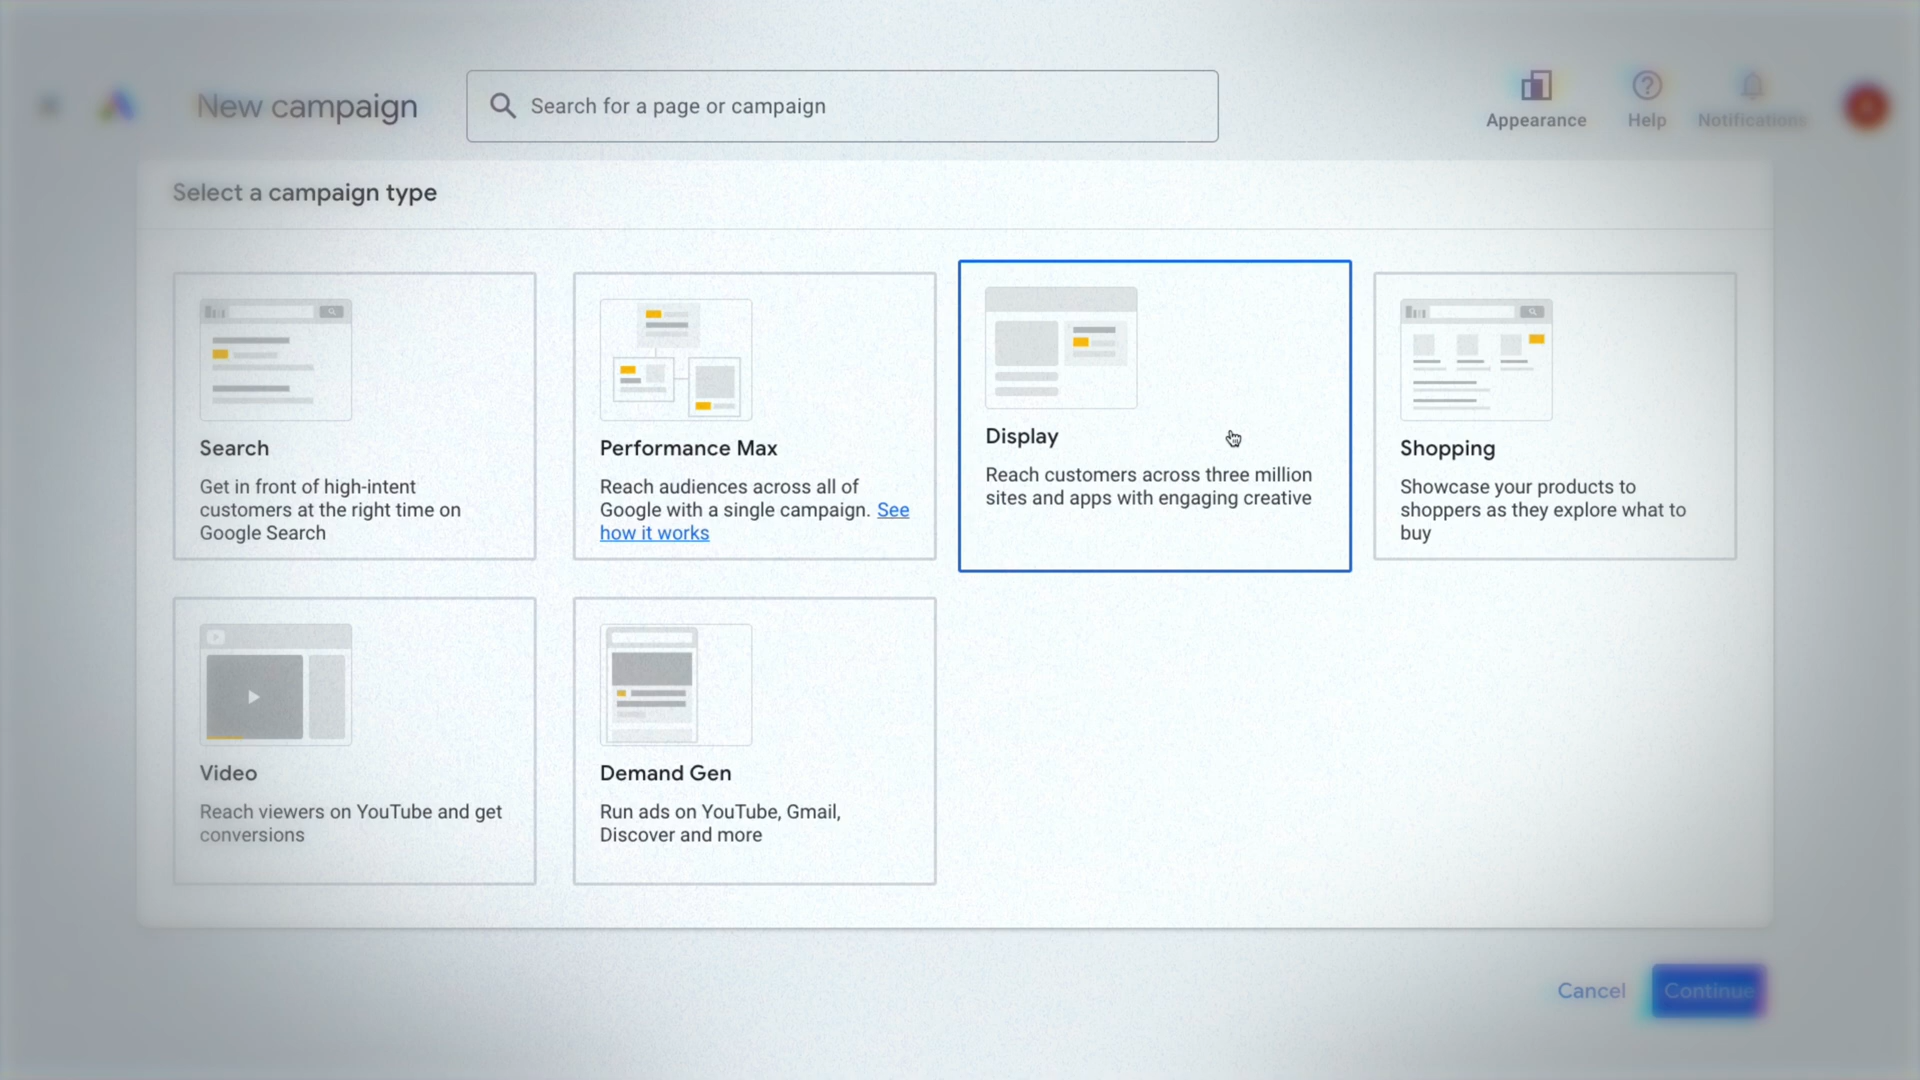 New campaign
Search for a page or campaign
Appearance
Help
Notifications
Select a campaign type
Search
Get in front of high-intent
customers at the right time on
Google Search
Performance Max
Reach audiences across all of
Google with a single campaign. See
how it works
Display
Reach customers across three million
sites and apps with engaging creative
Shopping
Showcase your products to
shoppers as they explore what to
buy
Video
Reach viewers on YouTube and get
conversions
Demand Gen
Run ads on YouTube, Gmail,
Discover and more
Cancel
Continue